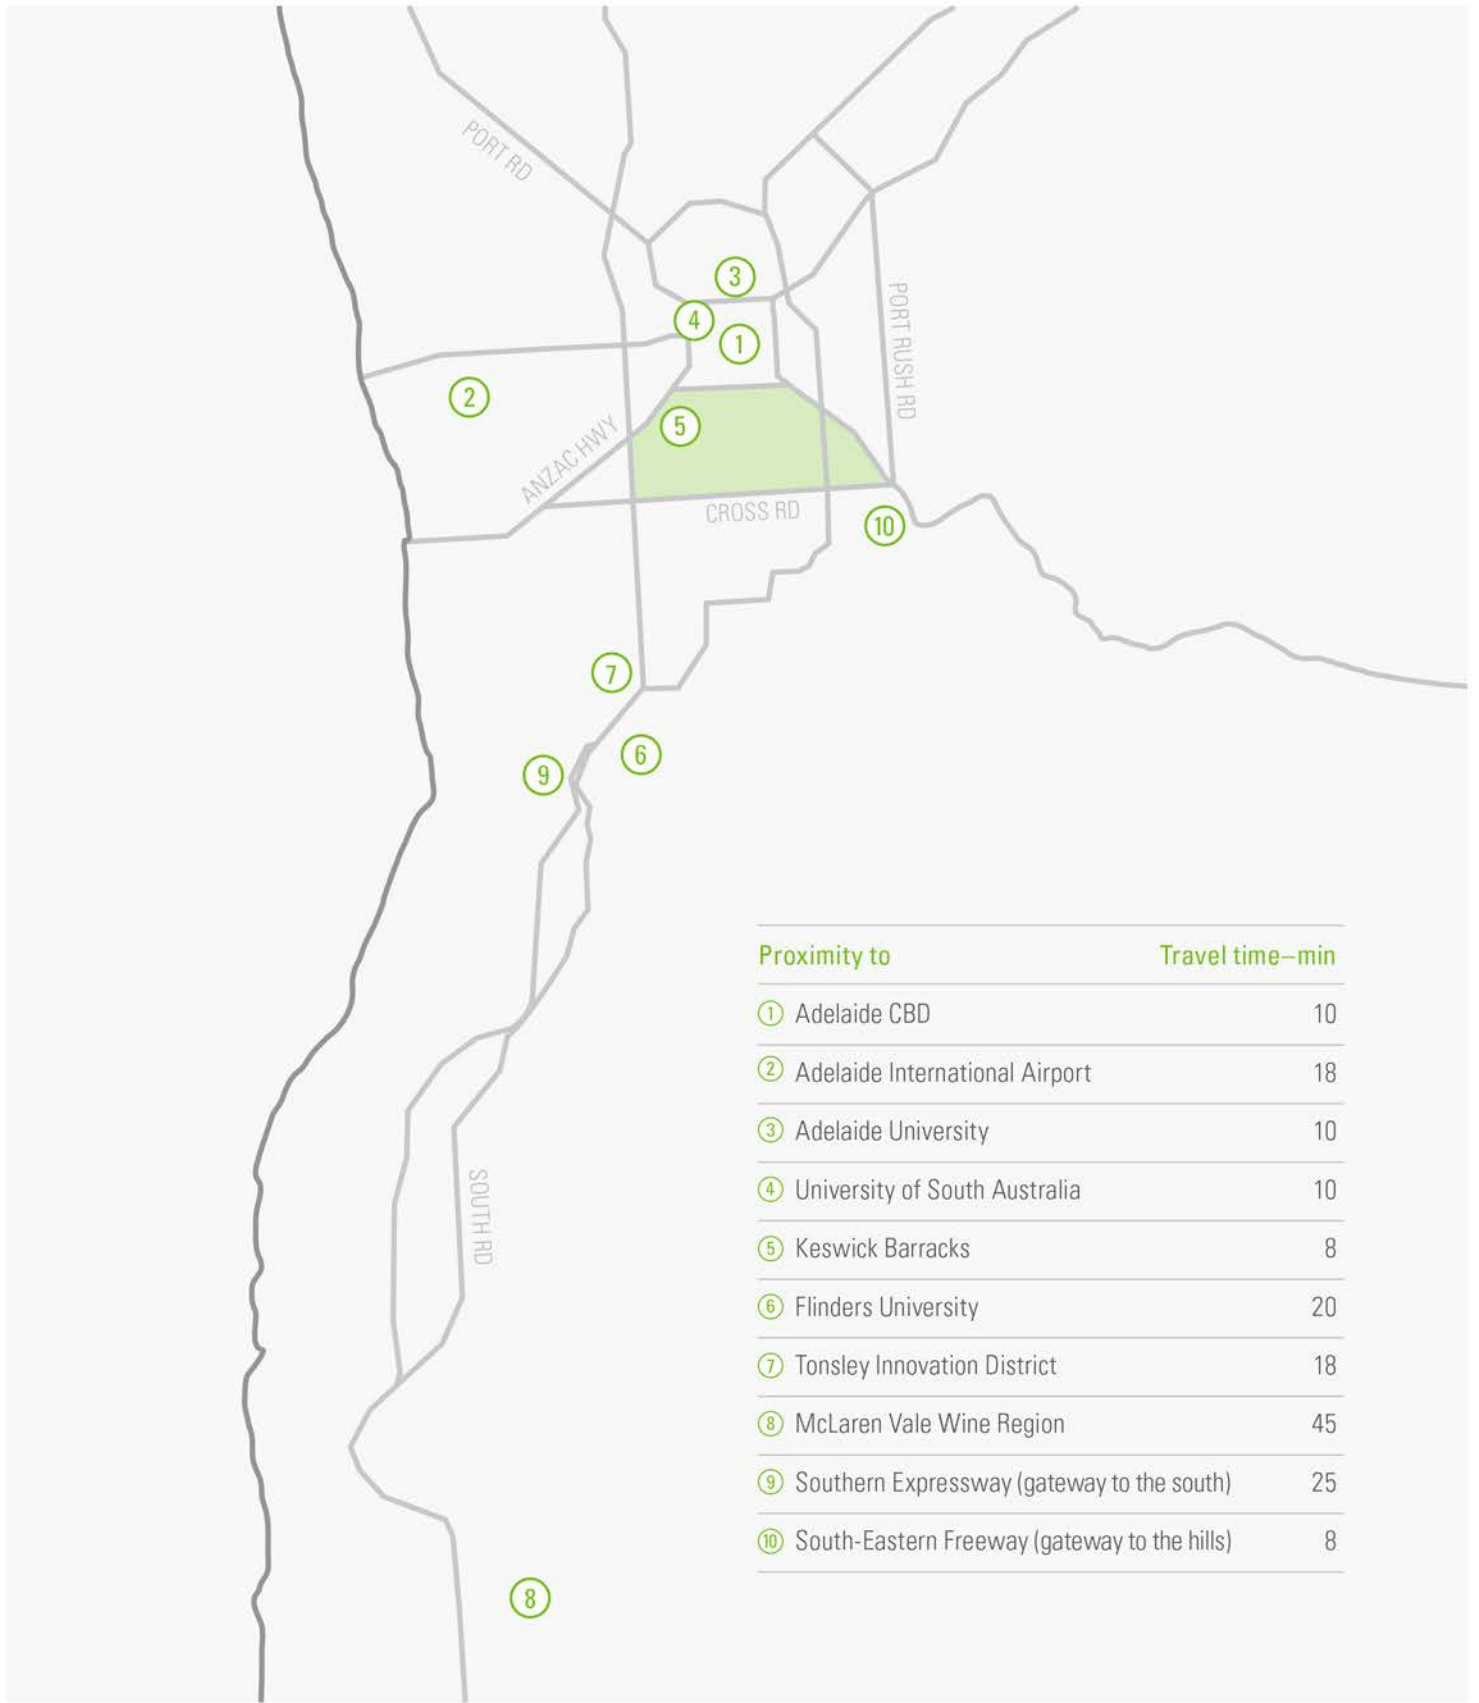 PORT RD
3
4
1
PORT RUSH RD
2
5
ANZAC HWY
CROSS RD
10
7
6
9
Proximity to Travel time–min
1 Adelaide CBD 10
2 Adelaide International Airport 18
3 Adelaide University 10
4 University of South Australia 10
5 Keswick Barracks 8
6 Flinders University 20
7 Tonsley Innovation District 18
8 McLaren Vale Wine Region 45
9 Southern Expressway (gateway to the south) 25
10 South-Eastern Freeway (gateway to the hills) 8
SOUTH RD
8